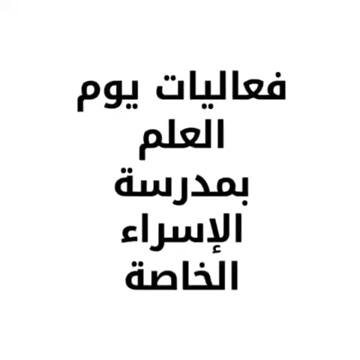 فعاليات يوم
العلم
بمدرسة
الإسراء
الخاصة